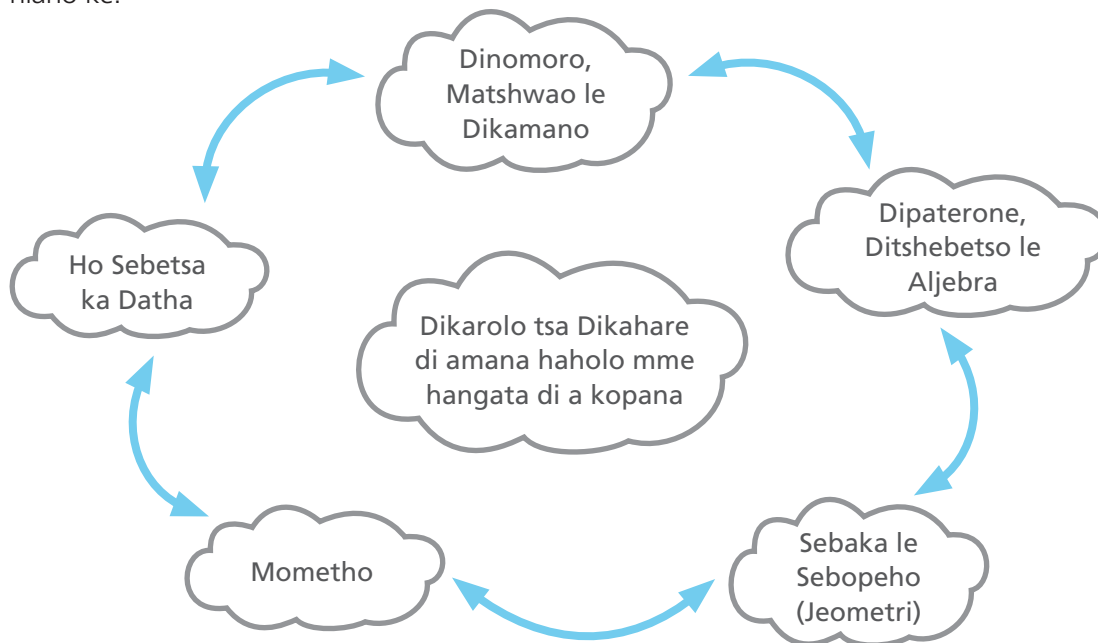 Dinomoro,
Matshwao le
Dikamano
Dipaterone,
Ditshebetso le
Aljebra
Ho Sebetsa
ka Datha
Dikarolo tsa Dikahare
di amana haholo mme
hangata di a kopana
Mometho
Sebaka le
Sebopeho
(Jeometri)